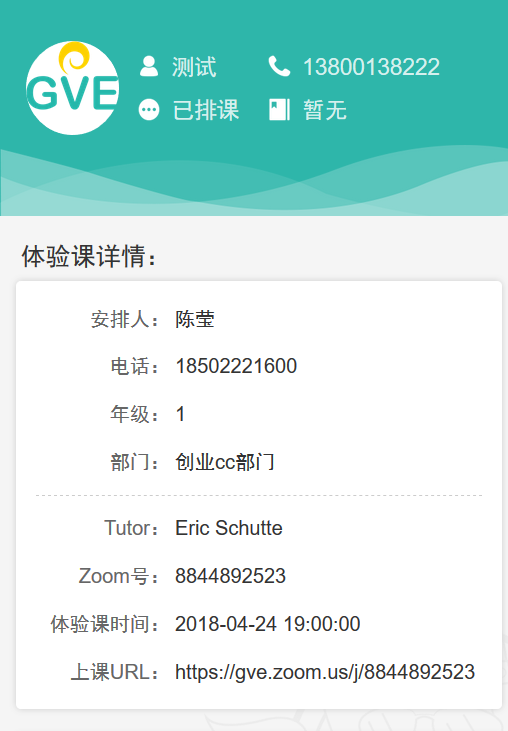 GVE
测试 13800138222
已排课 暂无
体验课详情：
安排人： 陈莹
电话： 18502221600
年级： 1
部门： 创业cc部门
Tutor： Eric Schutte
Zoom号： 8844892523
体验课时间： 2018-04-24 19:00:00
上课URL： https://gve.zoom.us/j/8844892523